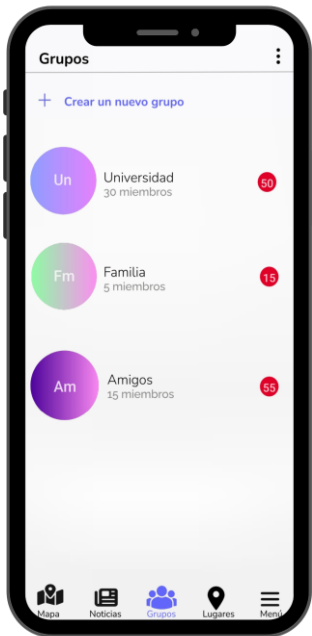 Grupos
+ Crear un nuevo grupo
Un
Universidad
30 miembros
50
Fm
Familia
5 miembros
15
Am
Amigos
15 miembros
55
Mapa Noticias Grupos Lugares Menú